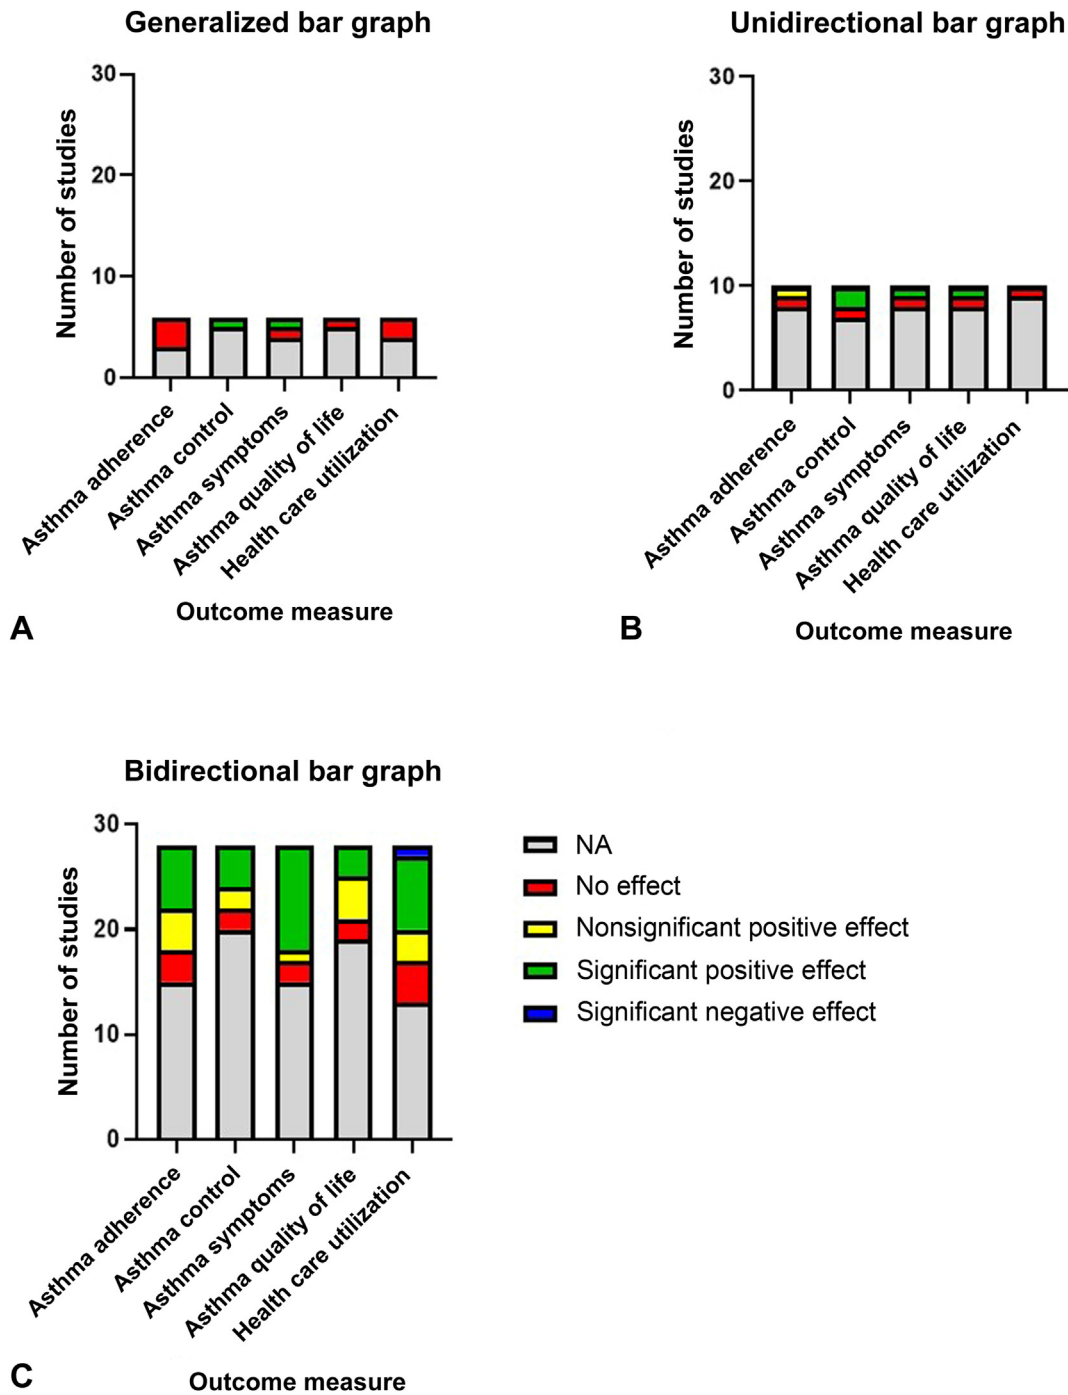 Generalized bar graph
Number of studies
30
20
10
0
Asthma adherence
Asthma control
Asthma symptoms
Asthma quality of life
Health care utilization
Outcome measure
A
Unidirectional bar graph
Number of studies
30
20
10
0
Asthma adherence
Asthma control
Asthma symptoms
Asthma quality of life
Health care utilization
Outcome measure
B
Bidirectional bar graph
Number of studies
30
20
10
0
Asthma adherence
Asthma control
Asthma symptoms
Asthma quality of life
Health care utilization
Outcome measure
C
NA
No effect
Nonsignificant positive effect
Significant positive effect
Significant negative effect